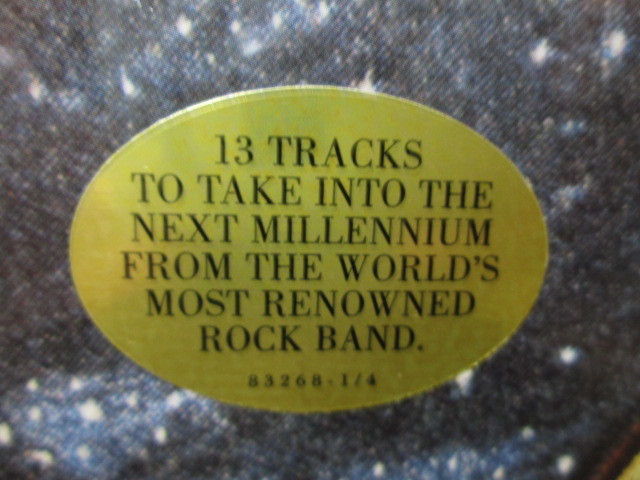 13 TRACKS
TO TAKE INTO THE
NEXT MILLENNIUM
FROM THE WORLD'S
MOST RENOWNED
ROCK BAND.
83268-1/4